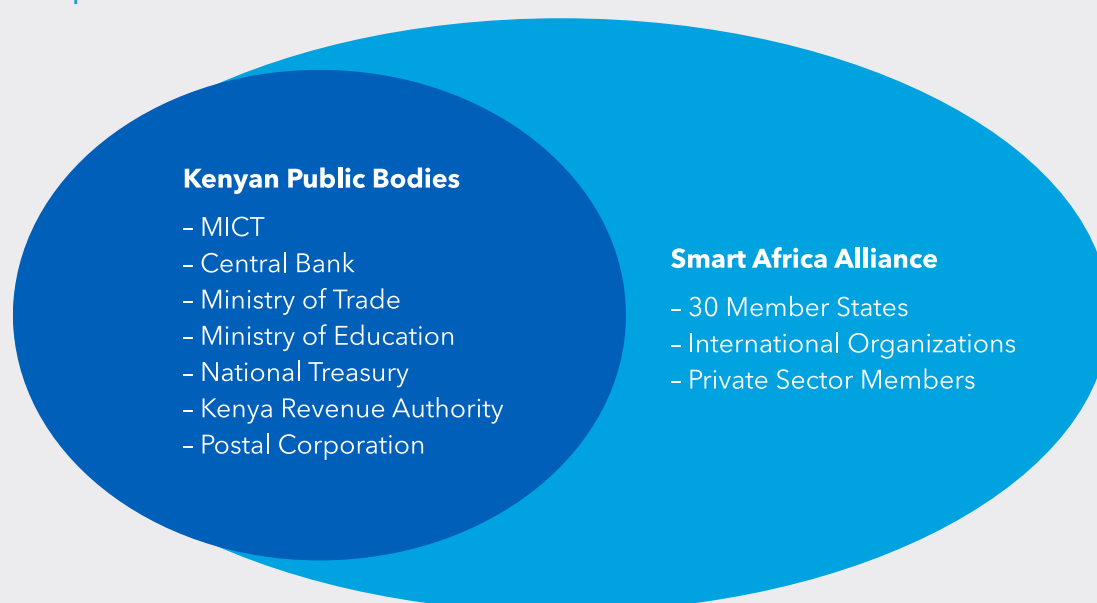 Kenyan Public Bodies
– MICT
– Central Bank
– Ministry of Trade
– Ministry of Education
– National Treasury
– Kenya Revenue Authority
– Postal Corporation
Smart Africa Alliance
– 30 Member States
– International Organizations
– Private Sector Members